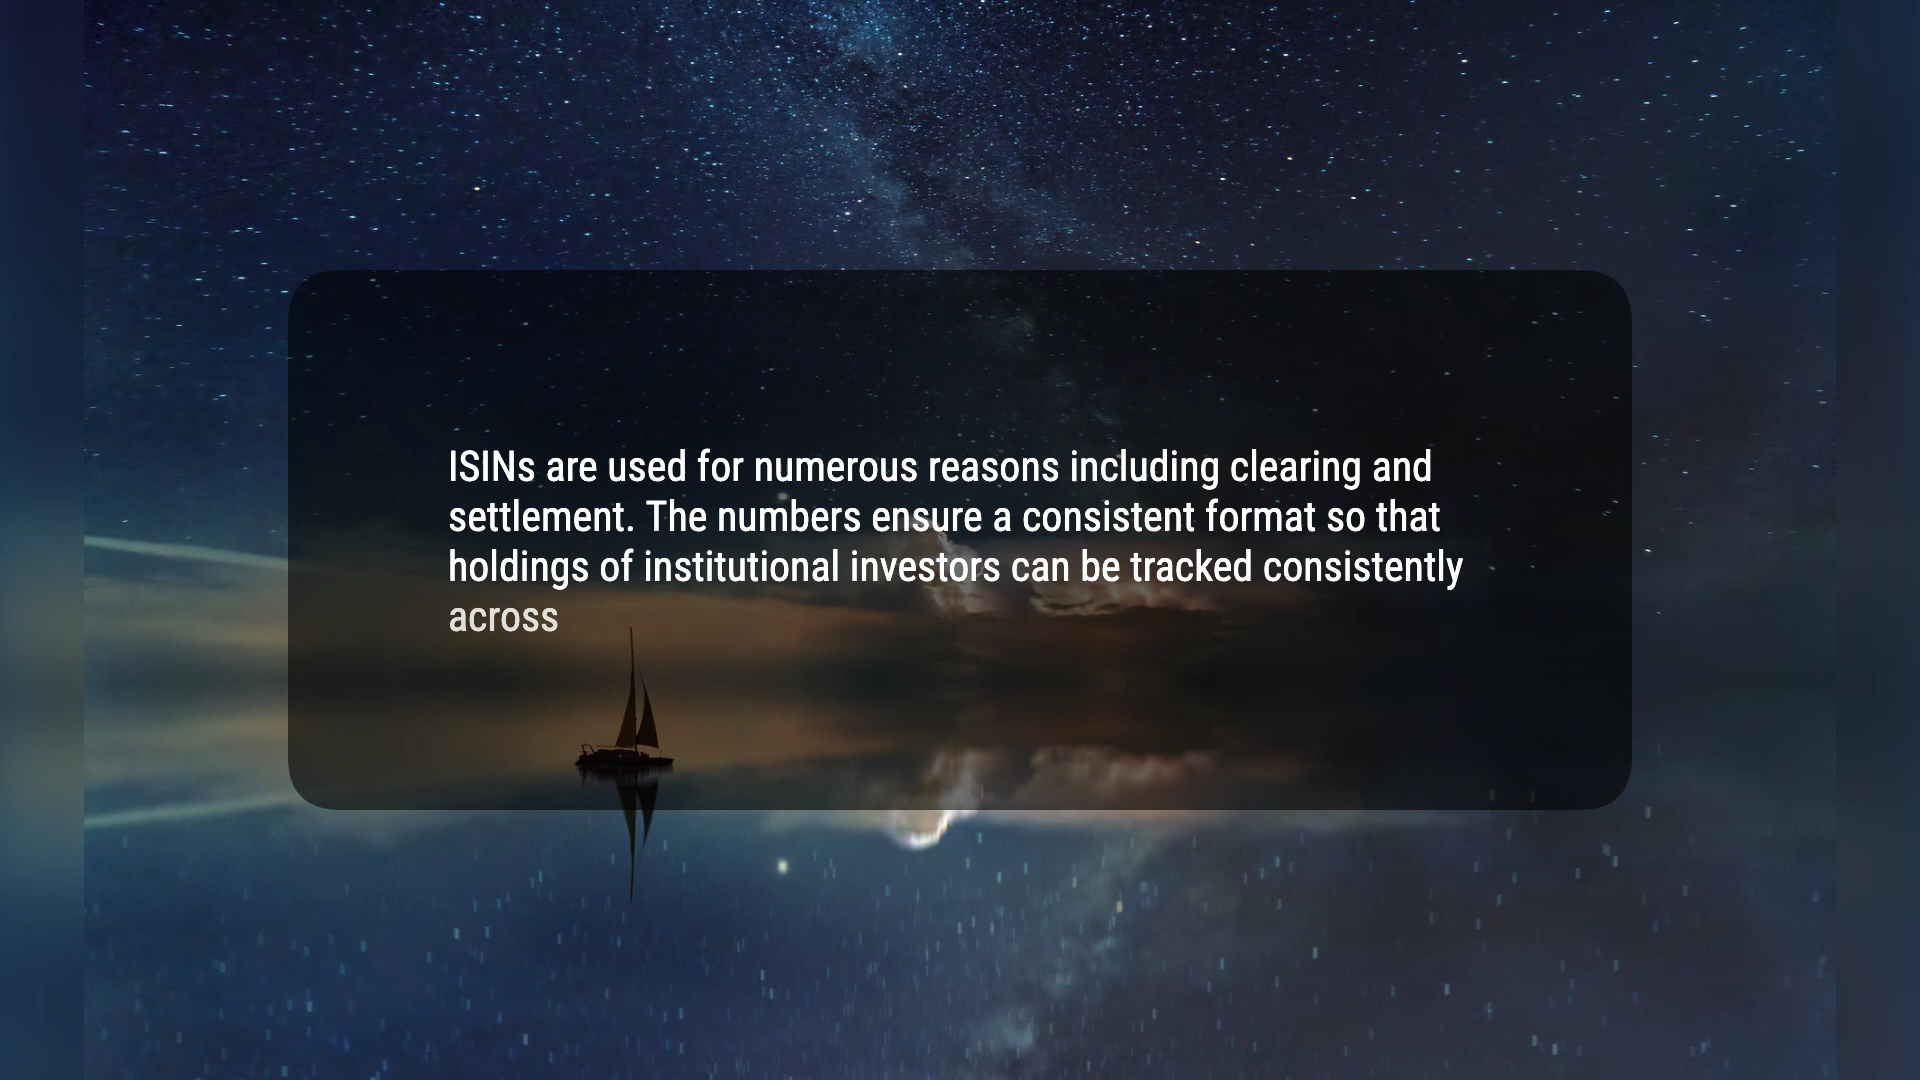 ISINs are used for numerous reasons including clearing and
settlement. The numbers ensure a consistent format so that
holdings of institutional investors can be tracked consistently
across